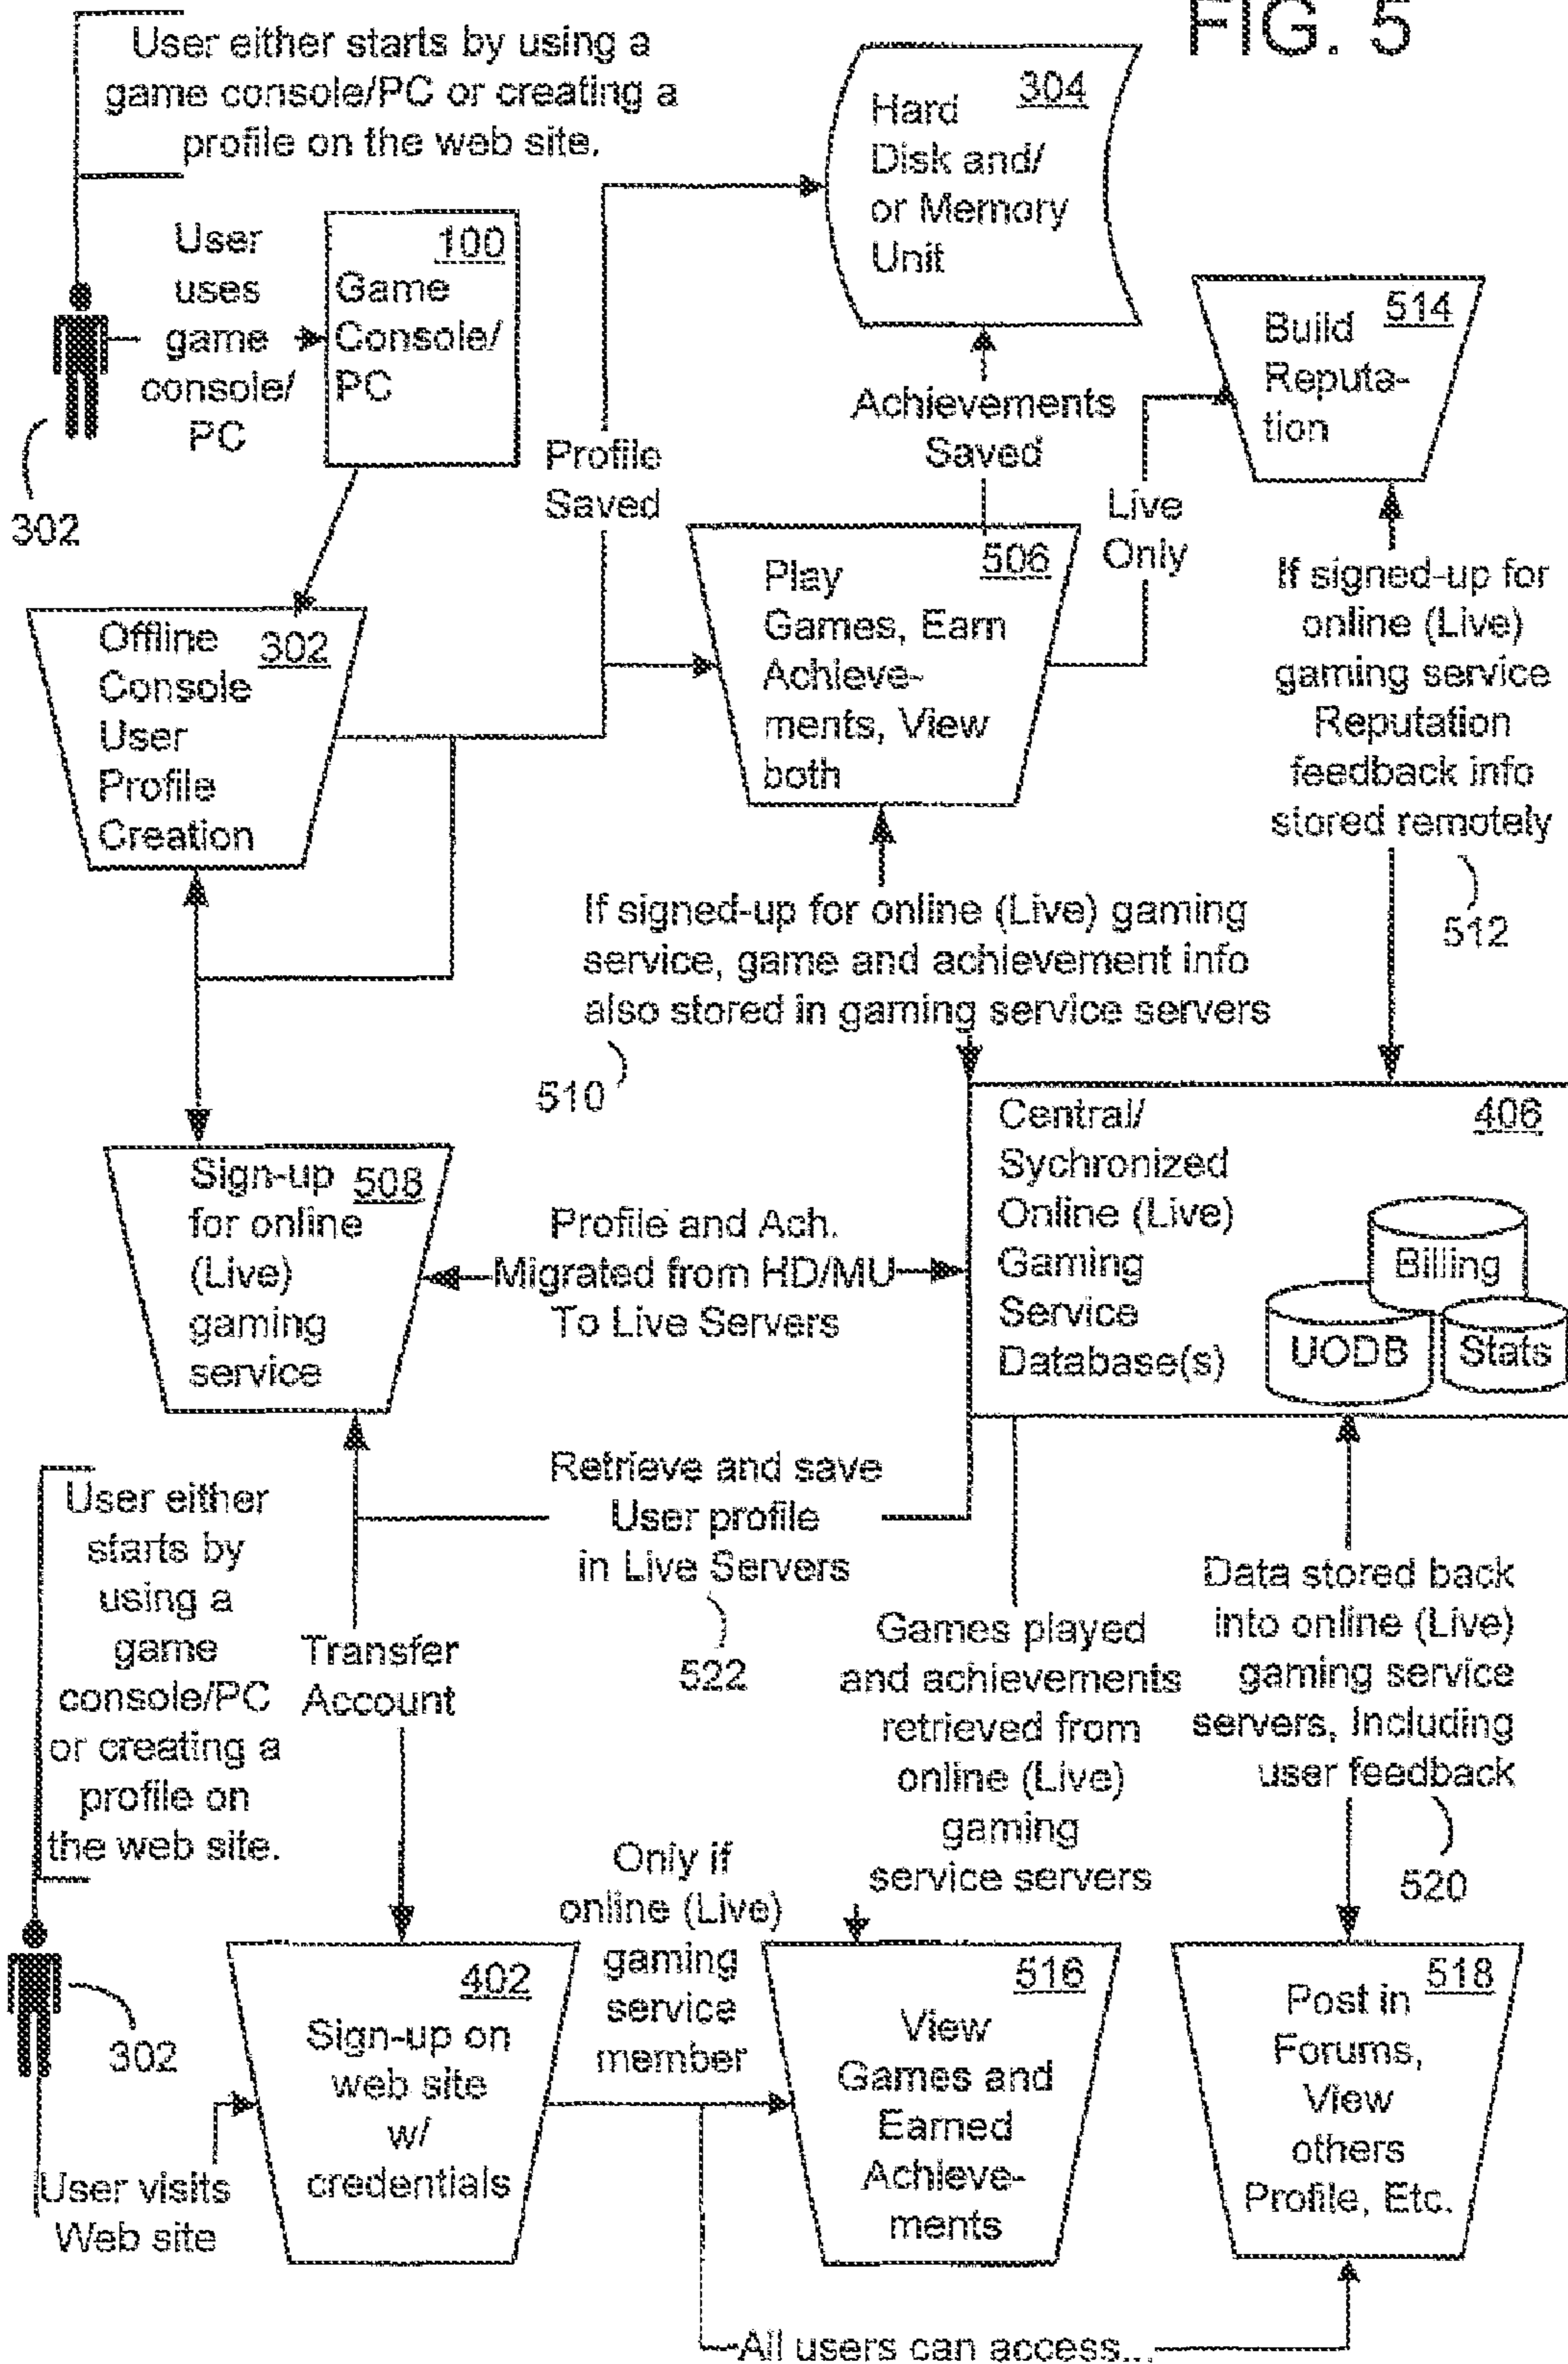 FIG. 5
User either starts by using a
game console/PC or creating a
profile on the web site.
304
Hard
Disk and/
or Memory
Unit
User
uses
game
console/
PC
100
Game
Console/
PC
302
514
Build
Reputa-
tion
Profile
Saved
Achievements
Saved
Live
Only
506
Play
Games, Earn
Achieve-
ments, View
both
If signed-up for
online (Live)
gaming service
Reputation
feedback info
stored remotely
512
302
Offline
Console
User
Profile
Creation
If signed-up for online (Live) gaming
service, game and achievement info
also stored in gaming service servers
510
508
Sign-up
for online
(Live)
gaming
service
Profile and Ach.
Migrated from HD/MU
To Live Servers
406
Central/
Sychronized
Online (Live)
Gaming
Service
Database(s)
Billing
UODB
Stats
Retrieve and save
User profile
in Live Servers
522
User either
starts by
using a
game
console/PC
or creating a
profile on
the web site.
Transfer
Account
Games played
and achievements
retrieved from
online (Live)
gaming
service servers
Data stored back
into online (Live)
gaming service
servers, Including
user feedback
520
Only if
online (Live)
gaming
service
member
302
User visits
Web site
402
Sign-up on
web site
w/
credentials
516
View
Games and
Earned
Achieve-
ments
518
Post in
Forums,
View
others
Profile, Etc.
All users can access...